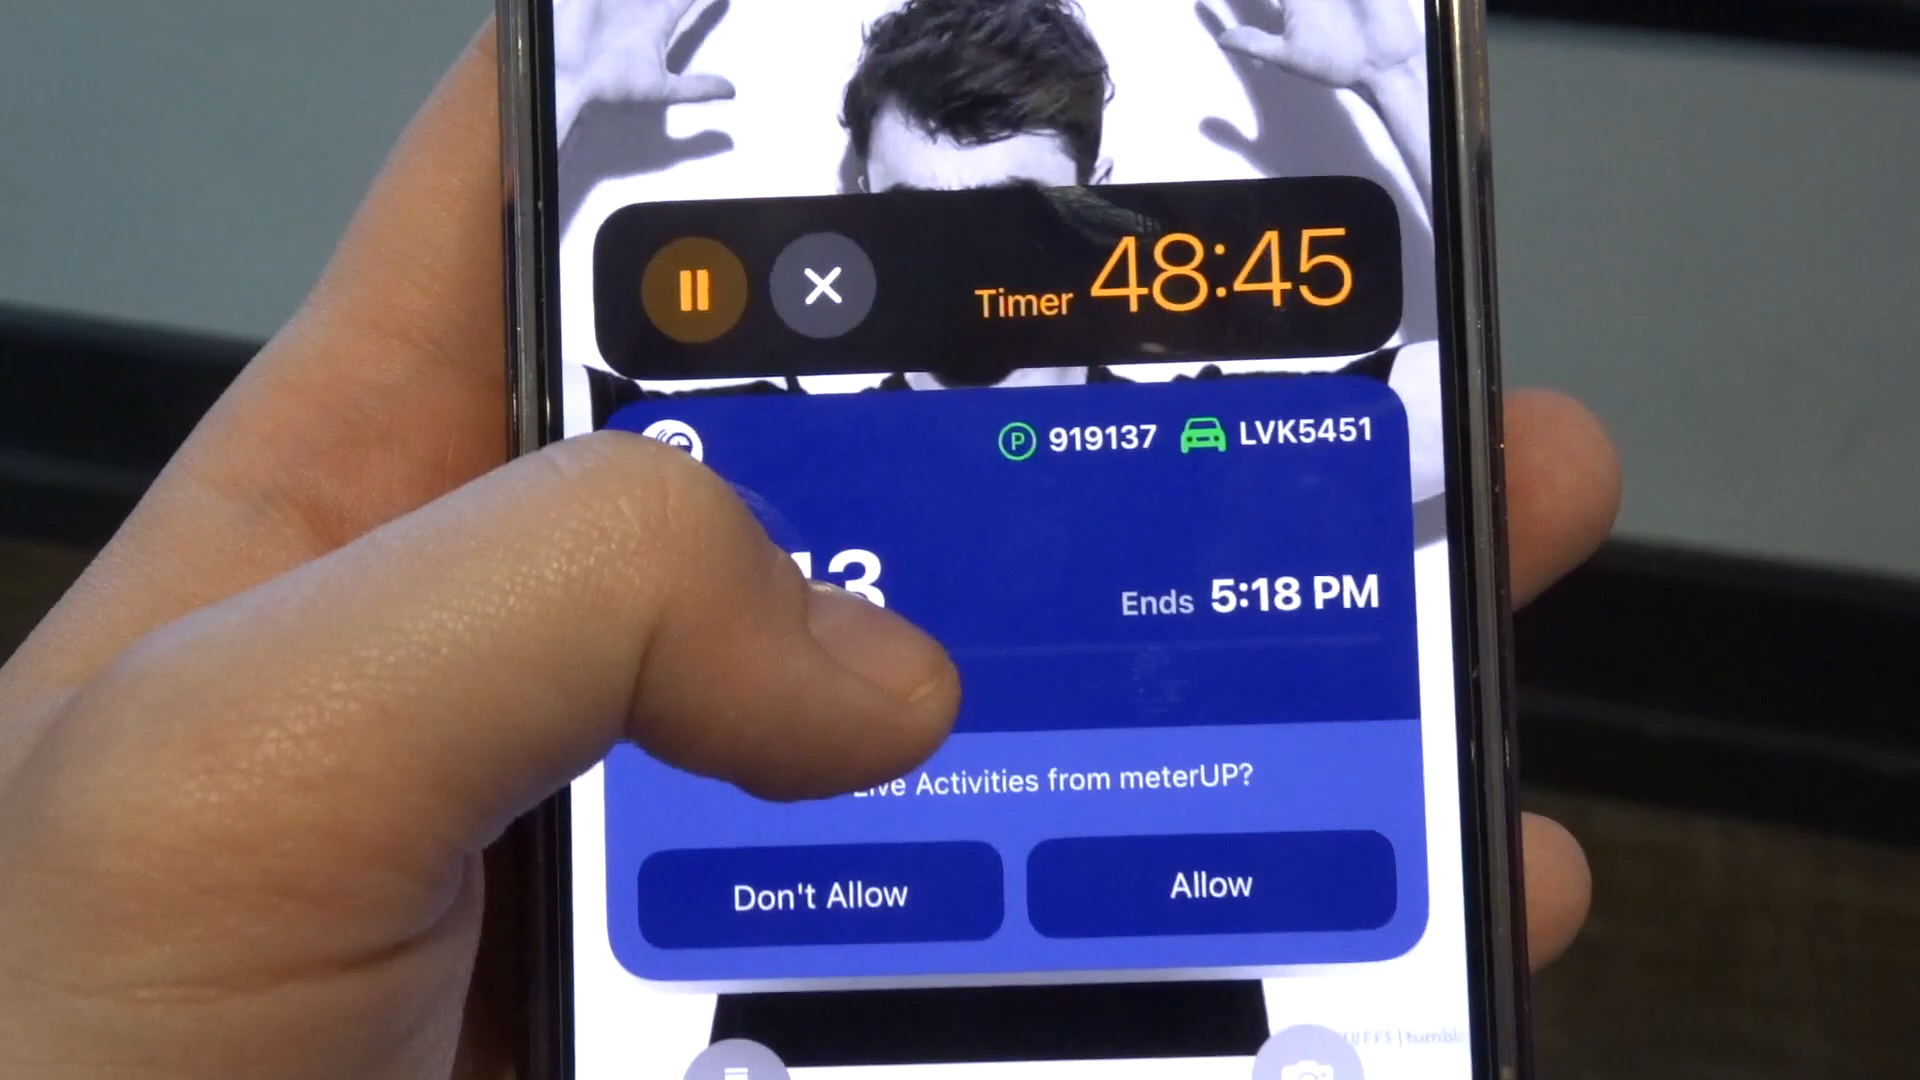 Timer 48:45
919137 LVK5451
Ends 5:18 PM
Activities from meterUP?
Don't Allow Allow